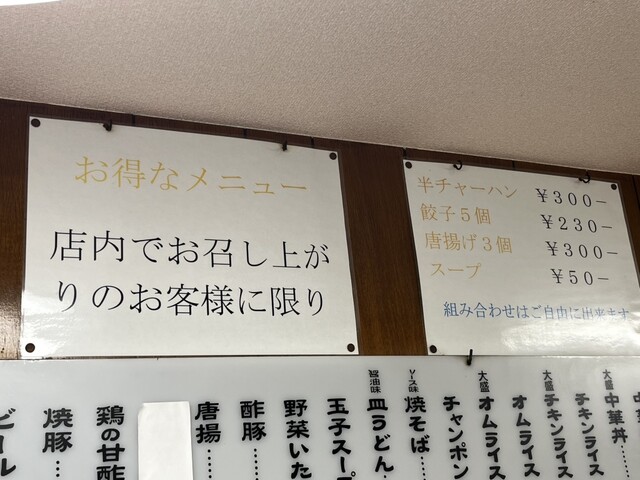 お得なメニュー
店内でお召し上が
りのお客様に限り
半チャーハン ￥300−
餃子5個 ￥230−
唐揚げ3個 ￥300−
スープ ￥50−
組み合わせはご自由に出来ます
大盛 中華丼…
チキンライス
大盛 チキンライス
オムライス
大盛 オムライス
チャンポン
ソース味 焼そば…
醤油味 皿うどん
玉子スープ
野菜いた
酢豚…
唐揚…
鶏の甘酢
焼豚…
ビール